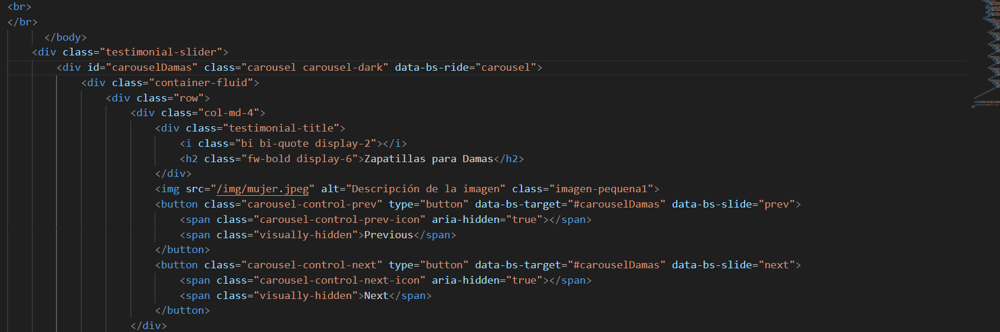 <br>
</br>
</body>
<div class="testimonial-slider">
<div id="carouselDamas" class="carousel carousel-dark" data-bs-ride="carousel">
<div class="container-fluid">
<div class="row">
<div class="col-md-4">
<div class="testimonial-title">
<i class="bi bi-quote display-2"></i>
<h2 class="fw-bold display-6">Zapatillas para Damas</h2>
</div>
<img src="/img/mujer.jpeg" alt="Descripción de la imagen" class="imagen-pequena1">
<button class="carousel-control-prev" type="button" data-bs-target="#carouselDamas" data-bs-slide="prev">
<span class="carousel-control-prev-icon" aria-hidden="true"></span>
<span class="visually-hidden">Previous</span>
</button>
<button class="carousel-control-next" type="button" data-bs-target="#carouselDamas" data-bs-slide="next">
<span class="carousel-control-next-icon" aria-hidden="true"></span>
<span class="visually-hidden">Next</span>
</button>
</div>